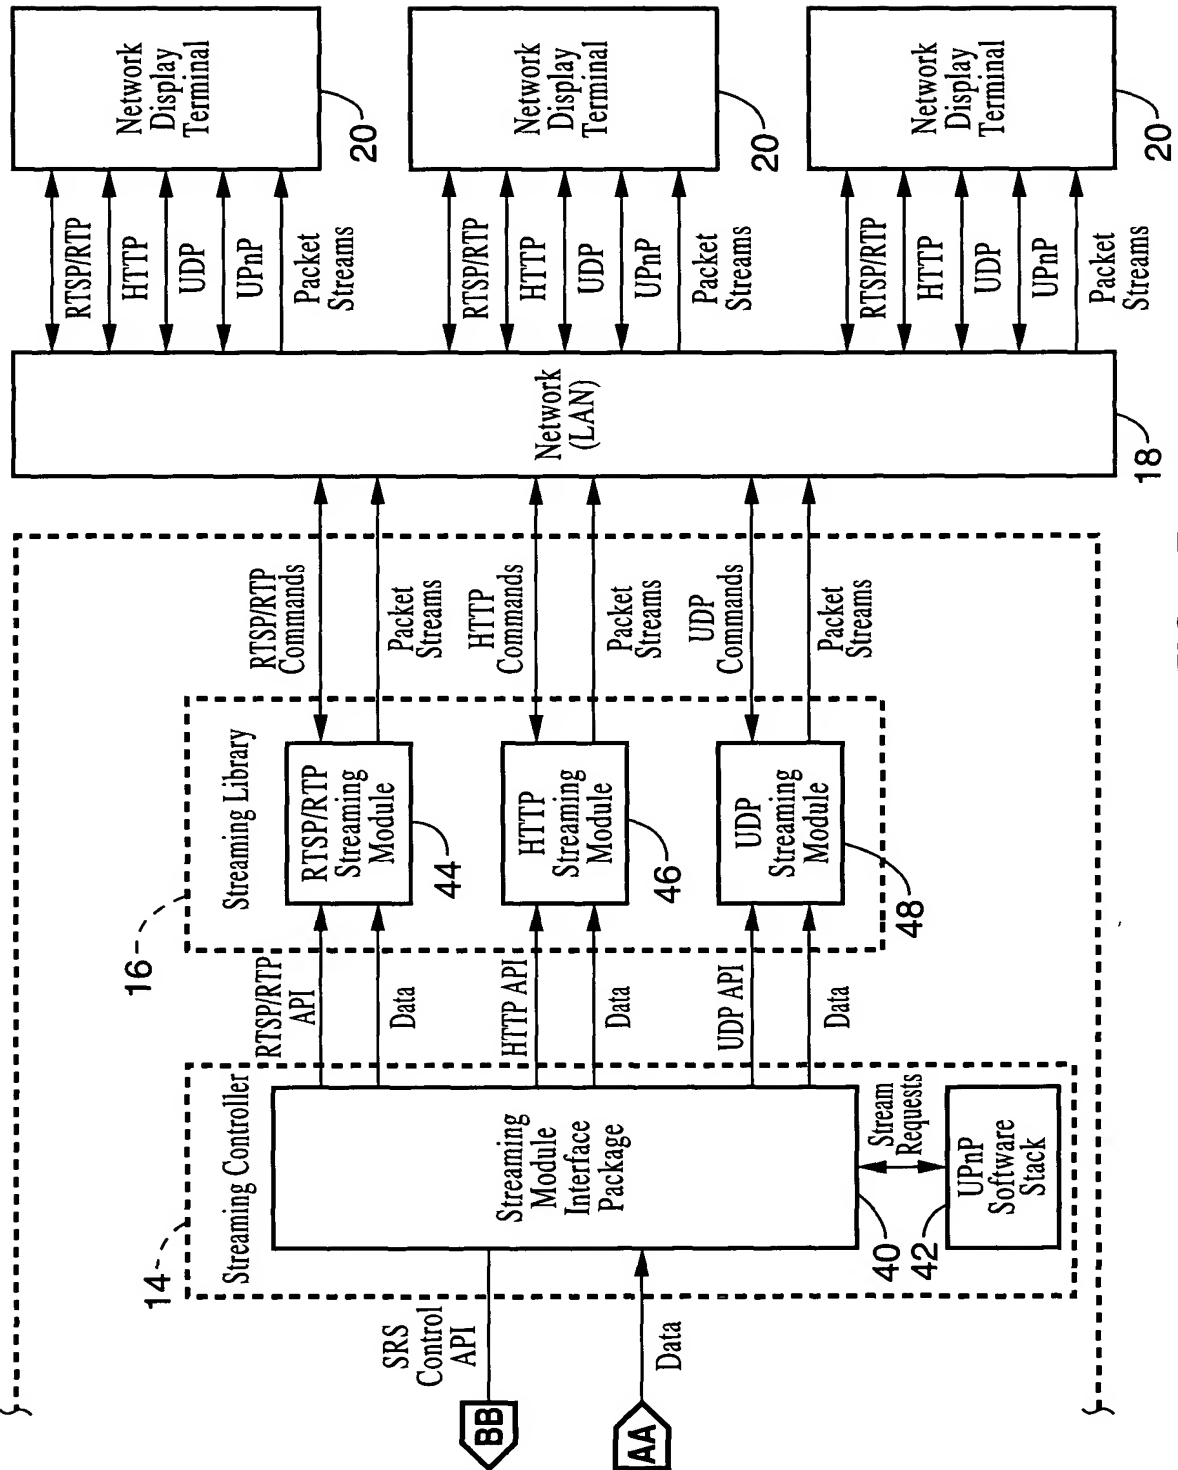 BB
SRS
Control
API
AA
Data
14
Streaming Controller
Streaming
Module
Interface
Package
40
Stream
Requests
42
UPnP
Software
Stack
RTSP/RTP
API
Data
HTTP API
Data
UDP API
Data
16
Streaming Library
RTSP/RTP
Streaming
Module
44
HTTP
Streaming
Module
46
UDP
Streaming
Module
48
RTSP/RTP
Commands
Packet
Streams
HTTP
Commands
Packet
Streams
UDP
Commands
Packet
Streams
Network
(LAN)
18
RTSP/RTP
HTTP
UDP
UPnP
Packet
Streams
Network
Display
Terminal
20
RTSP/RTP
HTTP
UDP
UPnP
Packet
Streams
Network
Display
Terminal
20
RTSP/RTP
HTTP
UDP
UPnP
Packet
Streams
Network
Display
Terminal
20